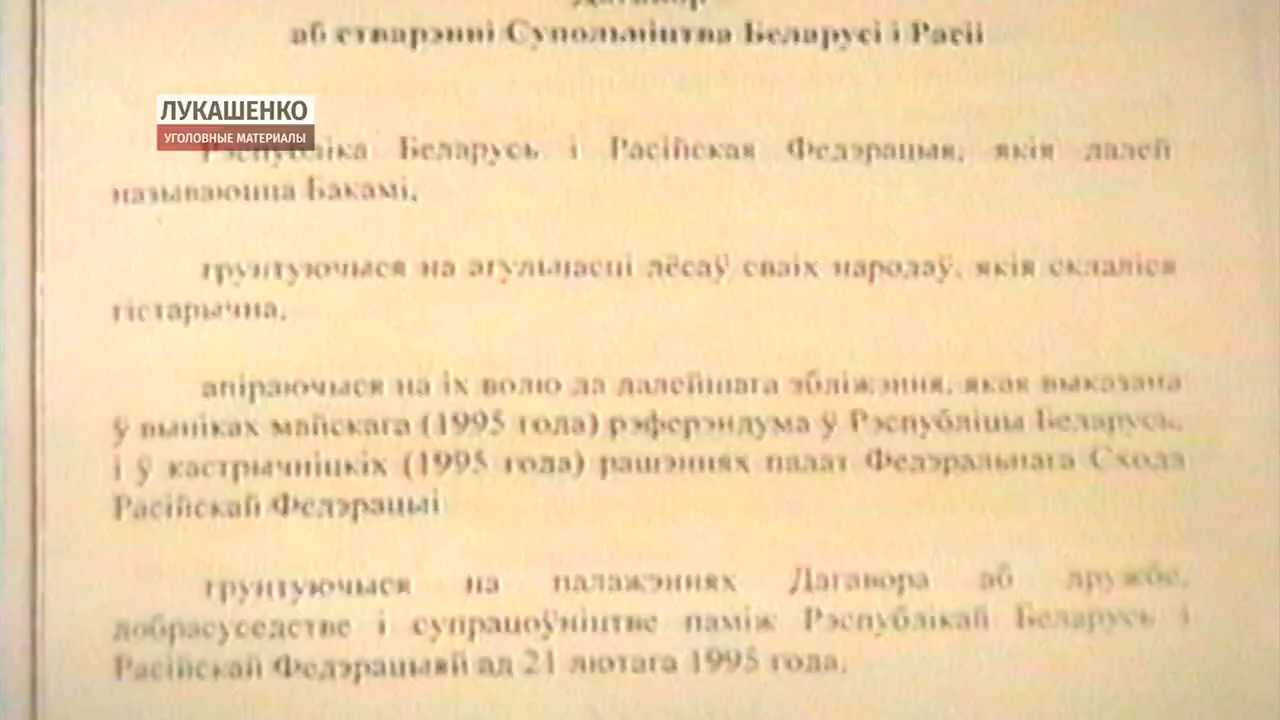 Дагавор
аб стварэнні Супольніцтва Беларусі і Расіі
ЛУКАШЕНКО
УГОЛОВНЫЕ МАТЕРИАЛЫ
Рэспубліка Беларусь і Расійская Федэрацыя, якія далей
называюцца Бакамі,
грунтуючыся на агульнасці лёсаў сваіх народаў, якія склаліся
гістарычна,
апіраючыся на іх волю да далейшага збліжэння, якая выказана
ў выніках майскага (1995 года) рэферэндума ў Рэспубліцы Беларусь,
і ў кастрычніцкіх (1995 года) рашэннях палат Федэральнага Схода
Расійскай Федэрацыі
грунтуючыся на палажэннях Дагавора аб дружбе,
добрасуседстве і супрацоўніцтве паміж Рэспублікай Беларусь і
Расійскай Федэрацыяй ад 21 лютага 1995 года,